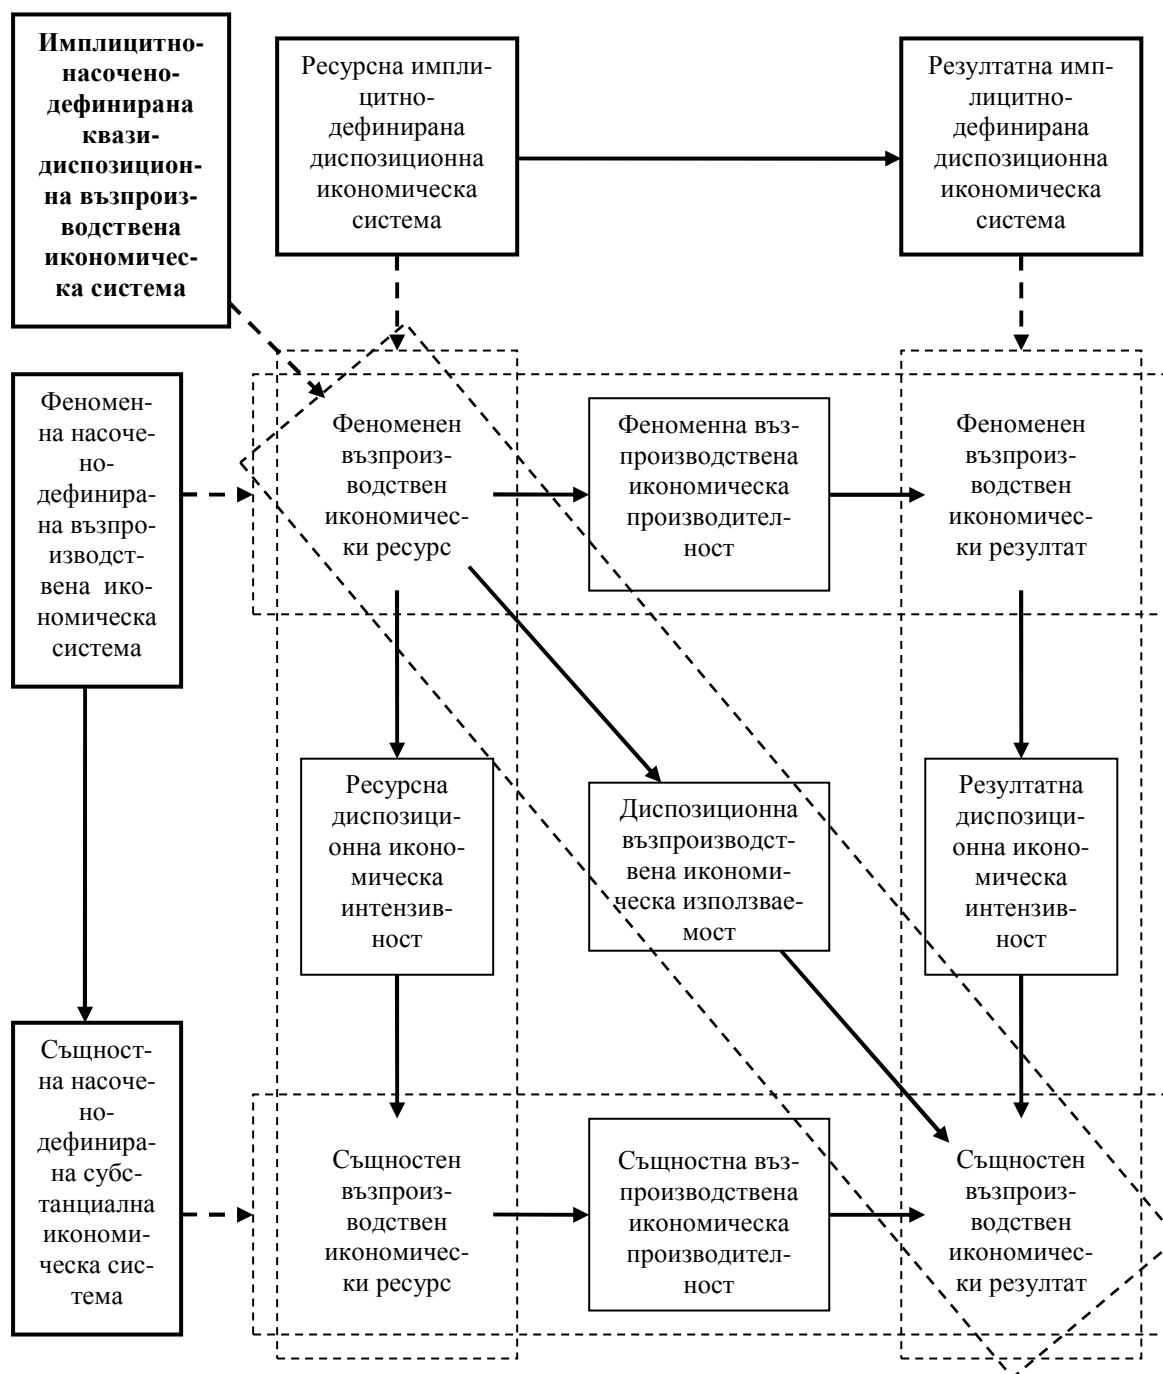 Имплицитно-
насочено-
дефинирана
квази-
диспозицион-
на възпроиз-
водствена
икономичес-
ка система
Ресурсна импли-
цитно-
дефинирана
диспозиционна
икономическа
система
Резултатна имп-
лицитно-
дефинирана
диспозиционна
икономическа
система
Феномен-
на насоче-
но-
дефинира-
на възпро-
изводст-
вена ико-
номическа
система
Феноменен
възпроиз-
водствен
икономичес-
ки ресурс
Феноменна въз-
производствена
икономическа
производител-
ност
Феноменен
възпроиз-
водствен
икономичес-
ки резултат
Ресурсна
диспозици-
онна иконо-
мическа
интензив-
ност
Диспозиционна
възпроизводст-
вена икономи-
ческа използвае-
мост
Резултатна
диспозици-
онна иконо-
мическа
интензив-
ност
Същност-
на насоче-
но-
дефинира-
на субс-
танциална
икономи-
ческа сис-
тема
Същностен
възпроиз-
водствен
икономичес-
ки ресурс
Същностна въз-
производствена
икономическа
производител-
ност
Същностен
възпроиз-
водствен
икономичес-
ки резултат